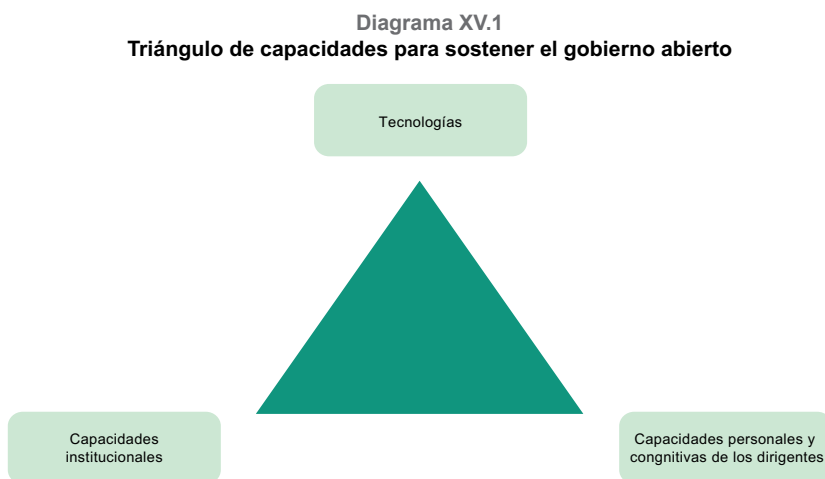 Diagrama XV.1
Triángulo de capacidades para sostener el gobierno abierto
Tecnologías
Capacidades
institucionales
Capacidades personales y
congnitivas de los dirigentes